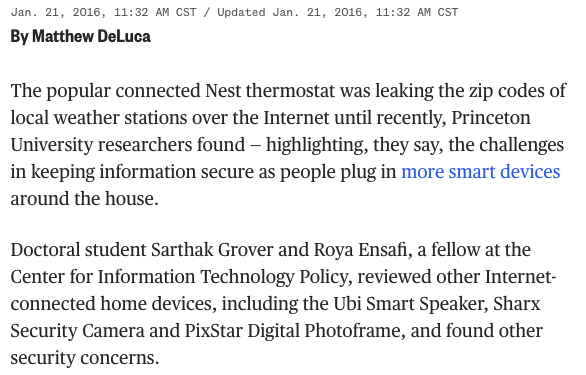 Jan. 21, 2016, 11:32 AM CST / Updated Jan. 21, 2016, 11:32 AM CST
By Matthew DeLuca
The popular connected Nest thermostat was leaking the zip codes of
local weather stations over the Internet until recently, Princeton
University researchers found — highlighting, they say, the challenges
in keeping information secure as people plug in more smart devices
around the house.
Doctoral student Sarthak Grover and Roya Ensafi, a fellow at the
Center for Information Technology Policy, reviewed other Internet-
connected home devices, including the Ubi Smart Speaker, Sharx
Security Camera and PixStar Digital Photoframe, and found other
security concerns.